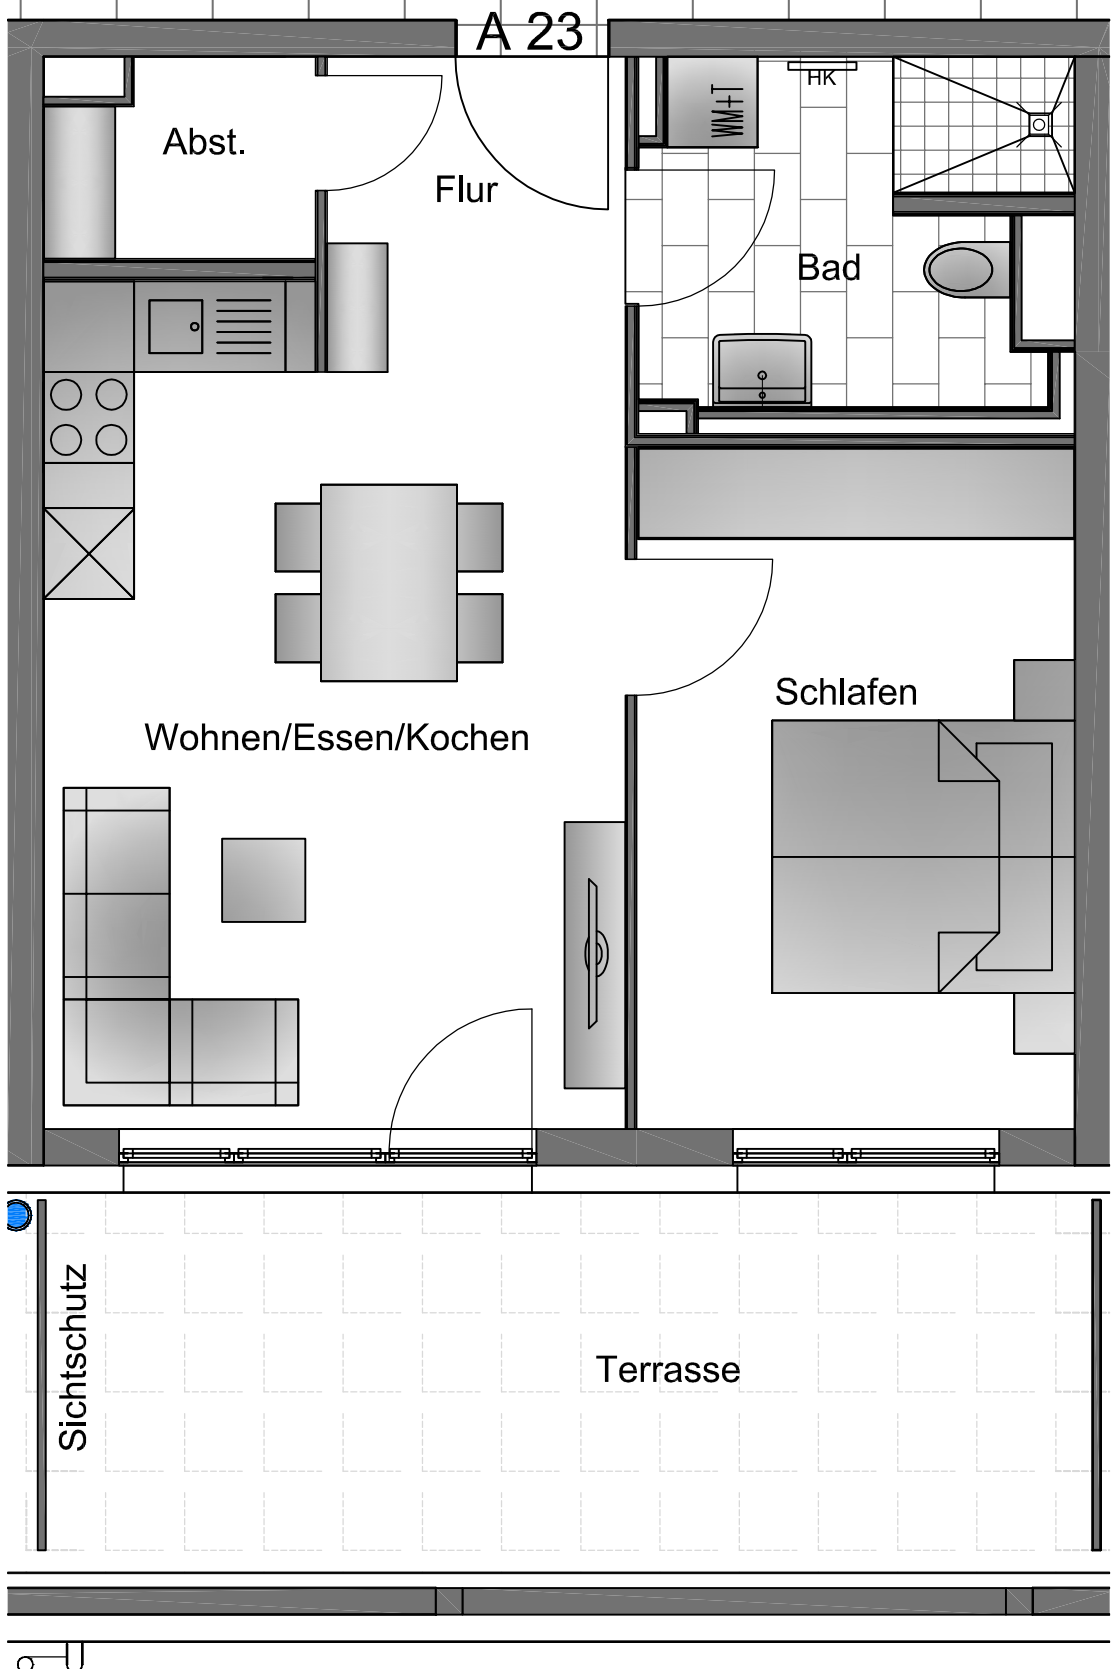 A 23
HK
WM+T
Abst.
Flur
Bad
Schlafen
Wohnen/Essen/Kochen
Sichtschutz
Terrasse